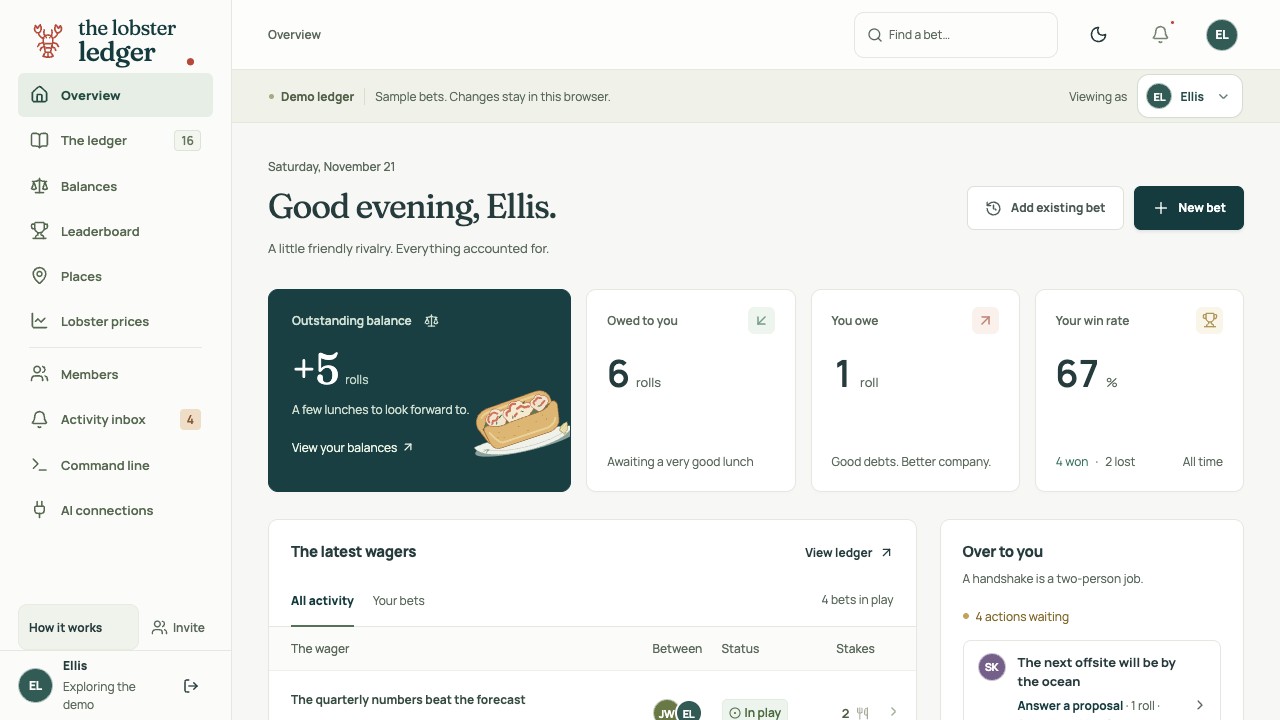 the lobster
ledger
Overview
The ledger
16
Balances
Leaderboard
Places
Lobster prices
Members
Activity inbox
4
Command line
AI connections
How it works
Invite
EL
Ellis
Exploring the
demo
Overview
Find a bet…
EL
Demo ledger
Sample bets. Changes stay in this browser.
Viewing as
EL
Ellis
Saturday, November 21
Good evening, Ellis.
A little friendly rivalry. Everything accounted for.
Add existing bet
New bet
Outstanding balance
+5 rolls
A few lunches to look forward to.
View your balances
Owed to you
6 rolls
Awaiting a very good lunch
You owe
1 roll
Good debts. Better company.
Your win rate
67 %
4 won · 2 lost
All time
The latest wagers
View ledger
All activity
Your bets
4 bets in play
The wager
Between
Status
Stakes
The quarterly numbers beat the forecast
JW
EL
In play
2
Over to you
A handshake is a two-person job.
4 actions waiting
SK
The next offsite will be by
the ocean
Answer a proposal · 1 roll ·